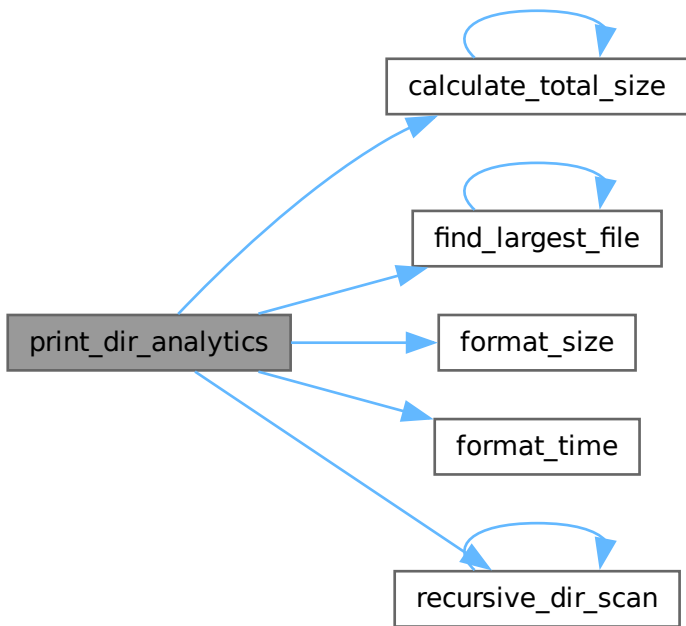 calculate_total_size
find_largest_file
print_dir_analytics
format_size
format_time
recursive_dir_scan